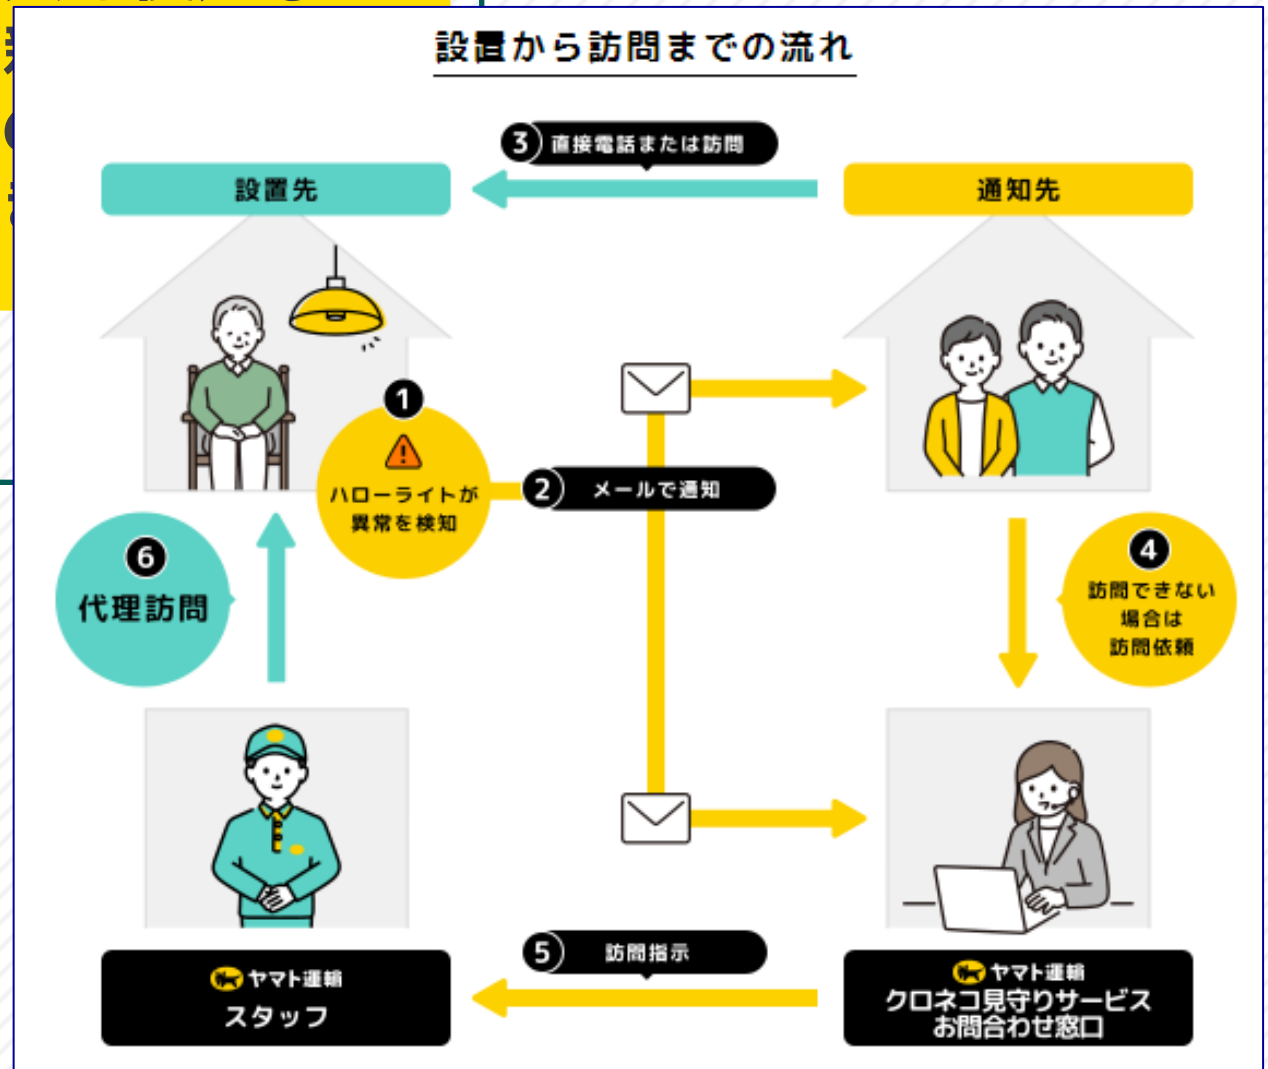 設置から訪問までの流れ
3 直接電話または訪問
設置先
通知先
1
ハローライトが
異常を検知
2 メールで通知
4
訪問できない
場合は
訪問依頼
6
代理訪問
5 訪問指示
ヤマト運輸
スタッフ
ヤマト運輸
クロネコ見守りサービス
お問合わせ窓口